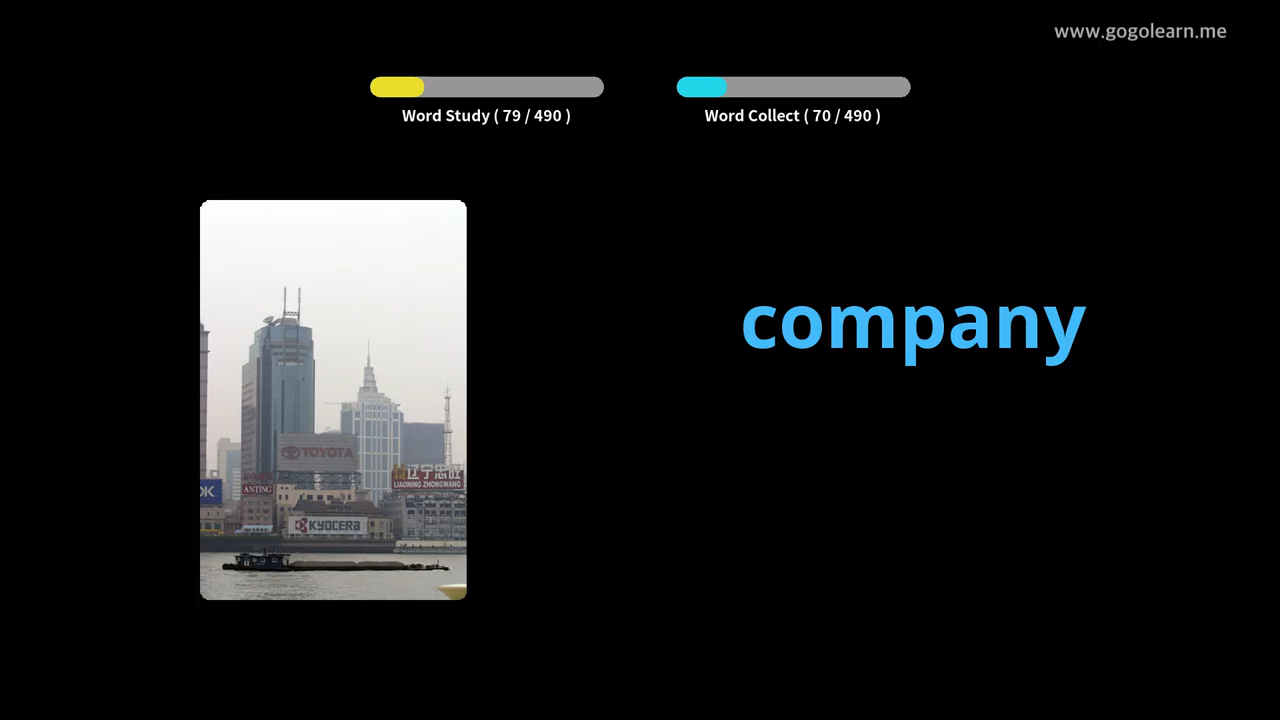 www.gogolearn.me
Word Study ( 79 / 490 )
Word Collect ( 70 / 490 )
company
TOYOTA
辽宁忠旺
LIAONING ZHONGWANG
OK
ANTING
KYOCERA